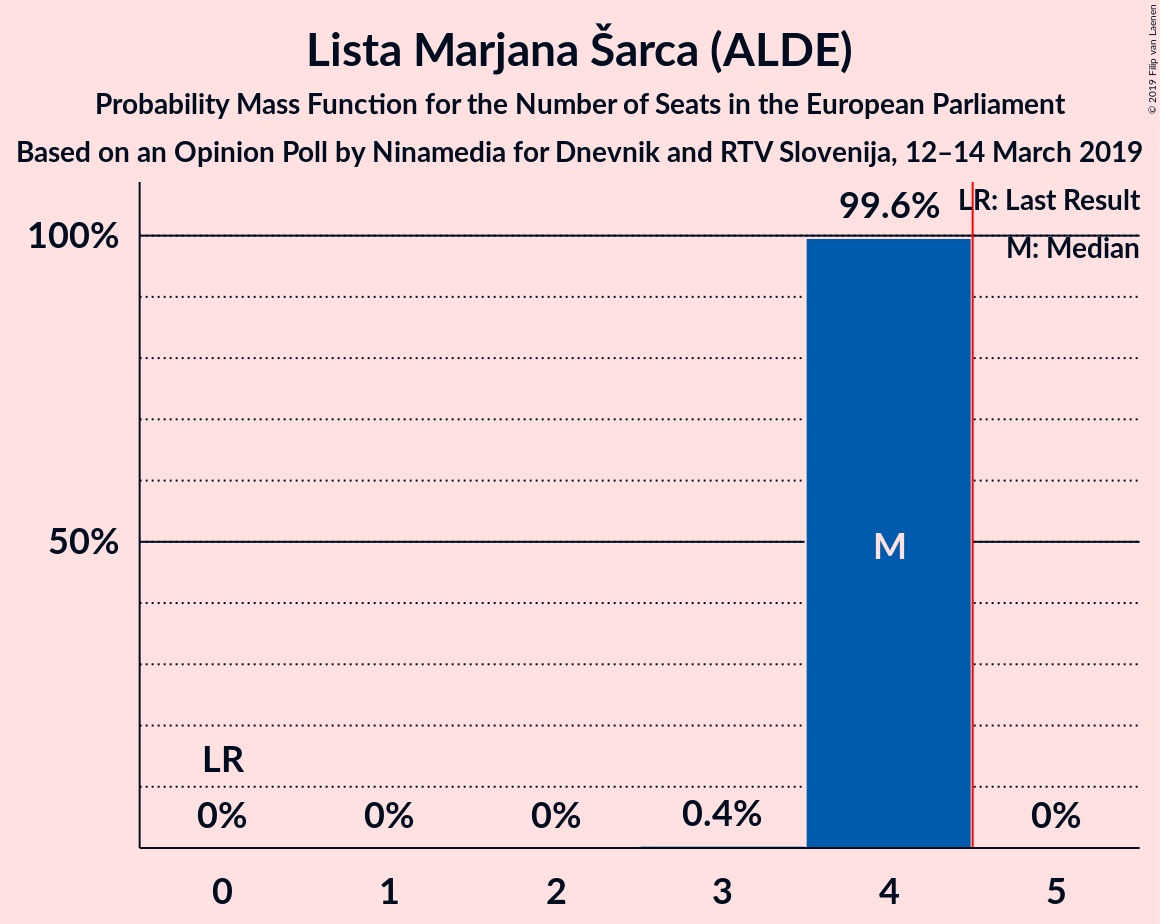 Lista Marjana Šarca (ALDE)
Probability Mass Function for the Number of Seats in the European Parliament
Based on an Opinion Poll by Ninamedia for Dnevnik and RTV Slovenija, 12–14 March 2019
© 2019 Filip van Laenen
99.6%
LR: Last Result
100%
M: Median
50%
M
LR
0%
0%
0%
0.4%
0%
0
1
2
3
4
5